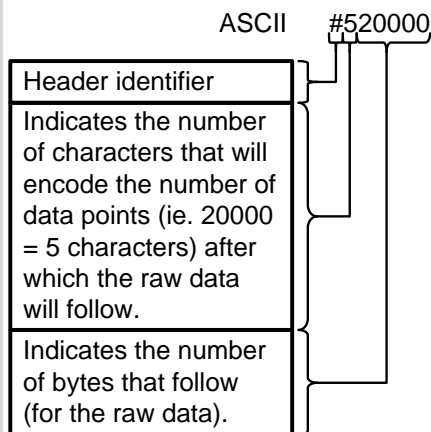 ASCII #520000
Header identifier
Indicates the number
of characters that will
encode the number of
data points (ie. 20000
= 5 characters) after
which the raw data
will follow.
Indicates the number
of bytes that follow
(for the raw data).